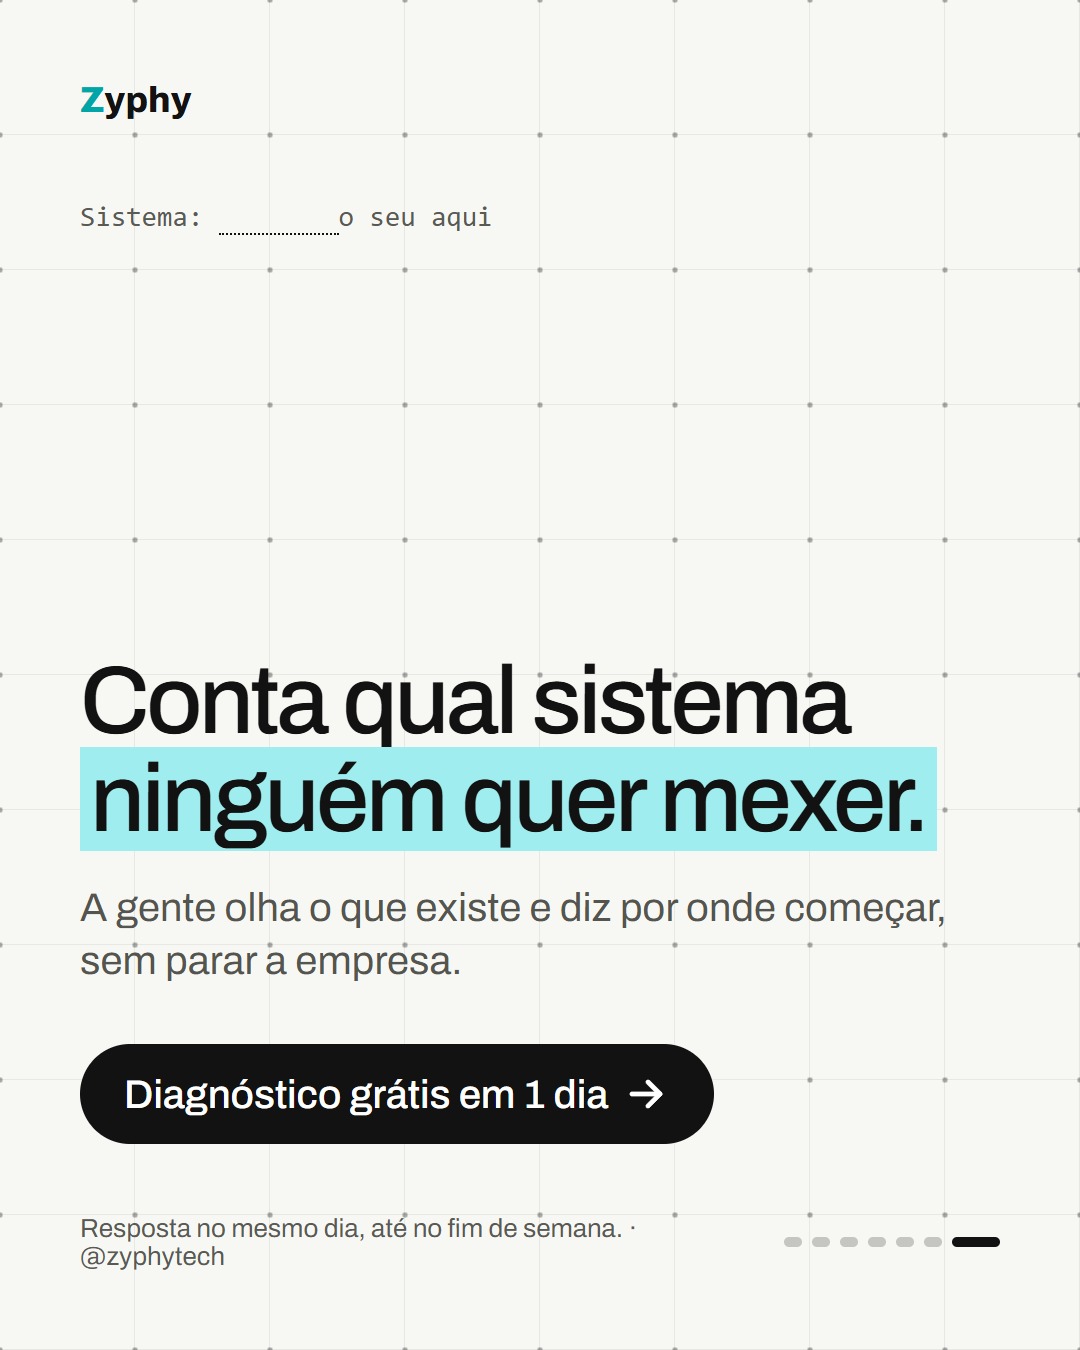 Zyphy
Sistema: ........o seu aqui
Conta qual sistema
ninguém quer mexer.
A gente olha o que existe e diz por onde começar,
sem parar a empresa.
Diagnóstico grátis em 1 dia →
Resposta no mesmo dia, até no fim de semana. ·
@zyphytech